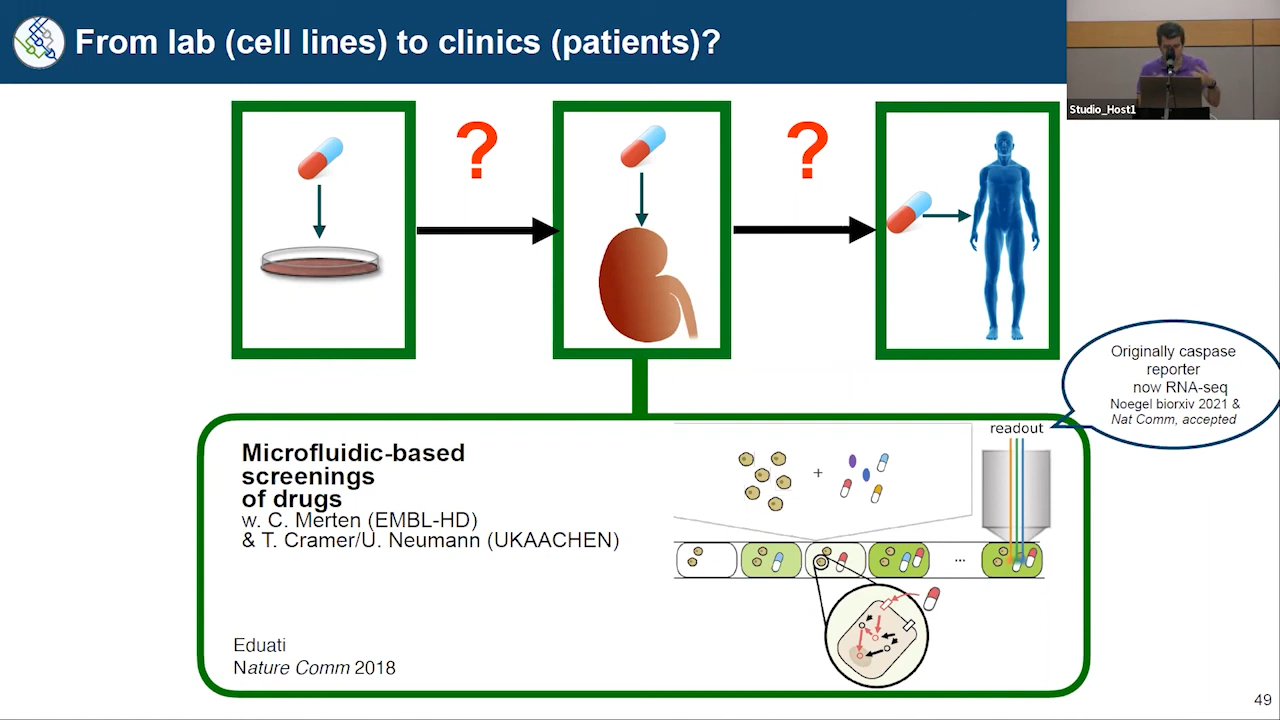 From lab (cell lines) to clinics (patients)?
Studio_Host1
?
?
Originally caspase
reporter
now RNA-seq
Noegel biorxiv 2021 &
Nat Comm, accepted
readout
Microfluidic-based
screenings
of drugs
w. C. Merten (EMBL-HD)
& T. Cramer/U. Neumann (UKAACHEN)
+
...
Eduati
Nature Comm 2018
49